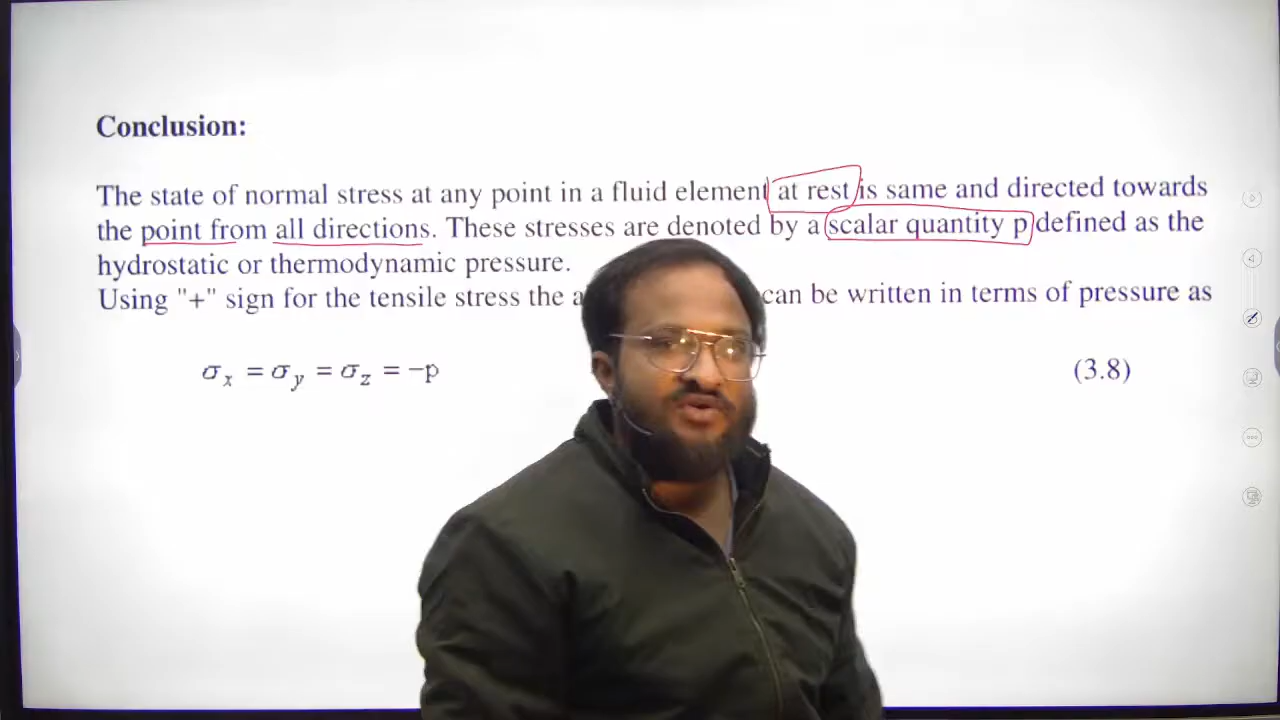 Conclusion:
The state of normal stress at any point in a fluid element at rest is same and directed towards
the point from all directions. These stresses are denoted by a scalar quantity p defined as the
hydrostatic or thermodynamic pressure.
Using "+" sign for the tensile stress the can be written in terms of pressure as
σx = σy = σz = -p (3.8)